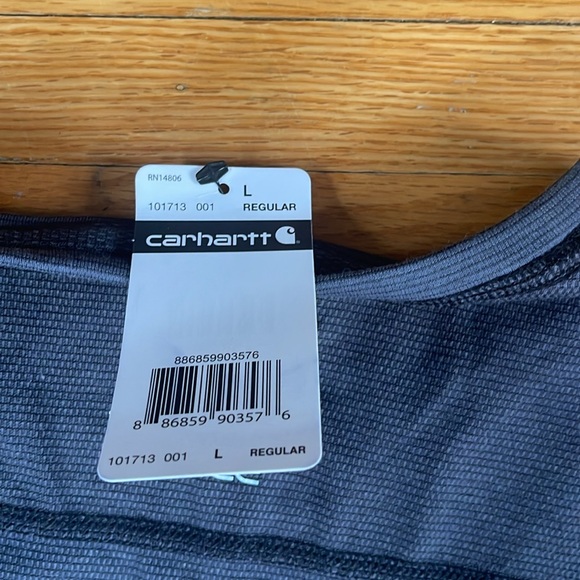 RN14806
L
101713 001 REGULAR
carhartt
886859903576
8 86859 90357 6
101713 001 L REGULAR